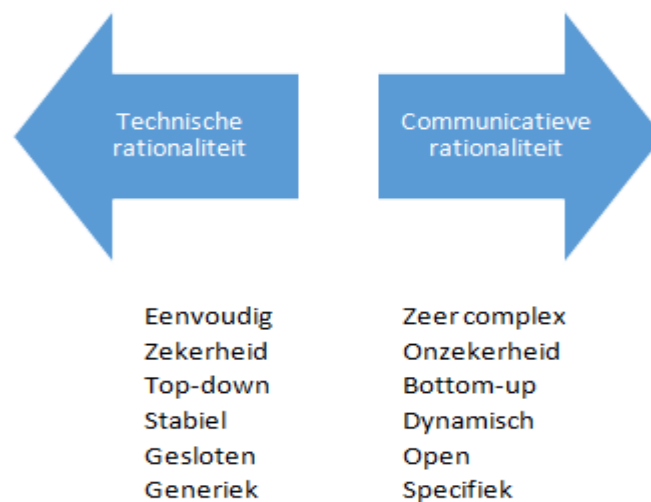 Technische
rationaliteit
Communicatieve
rationaliteit
Eenvoudig
Zekerheid
Top-down
Stabiel
Gesloten
Generiek
Zeer complex
Onzekerheid
Bottom-up
Dynamisch
Open
Specifiek